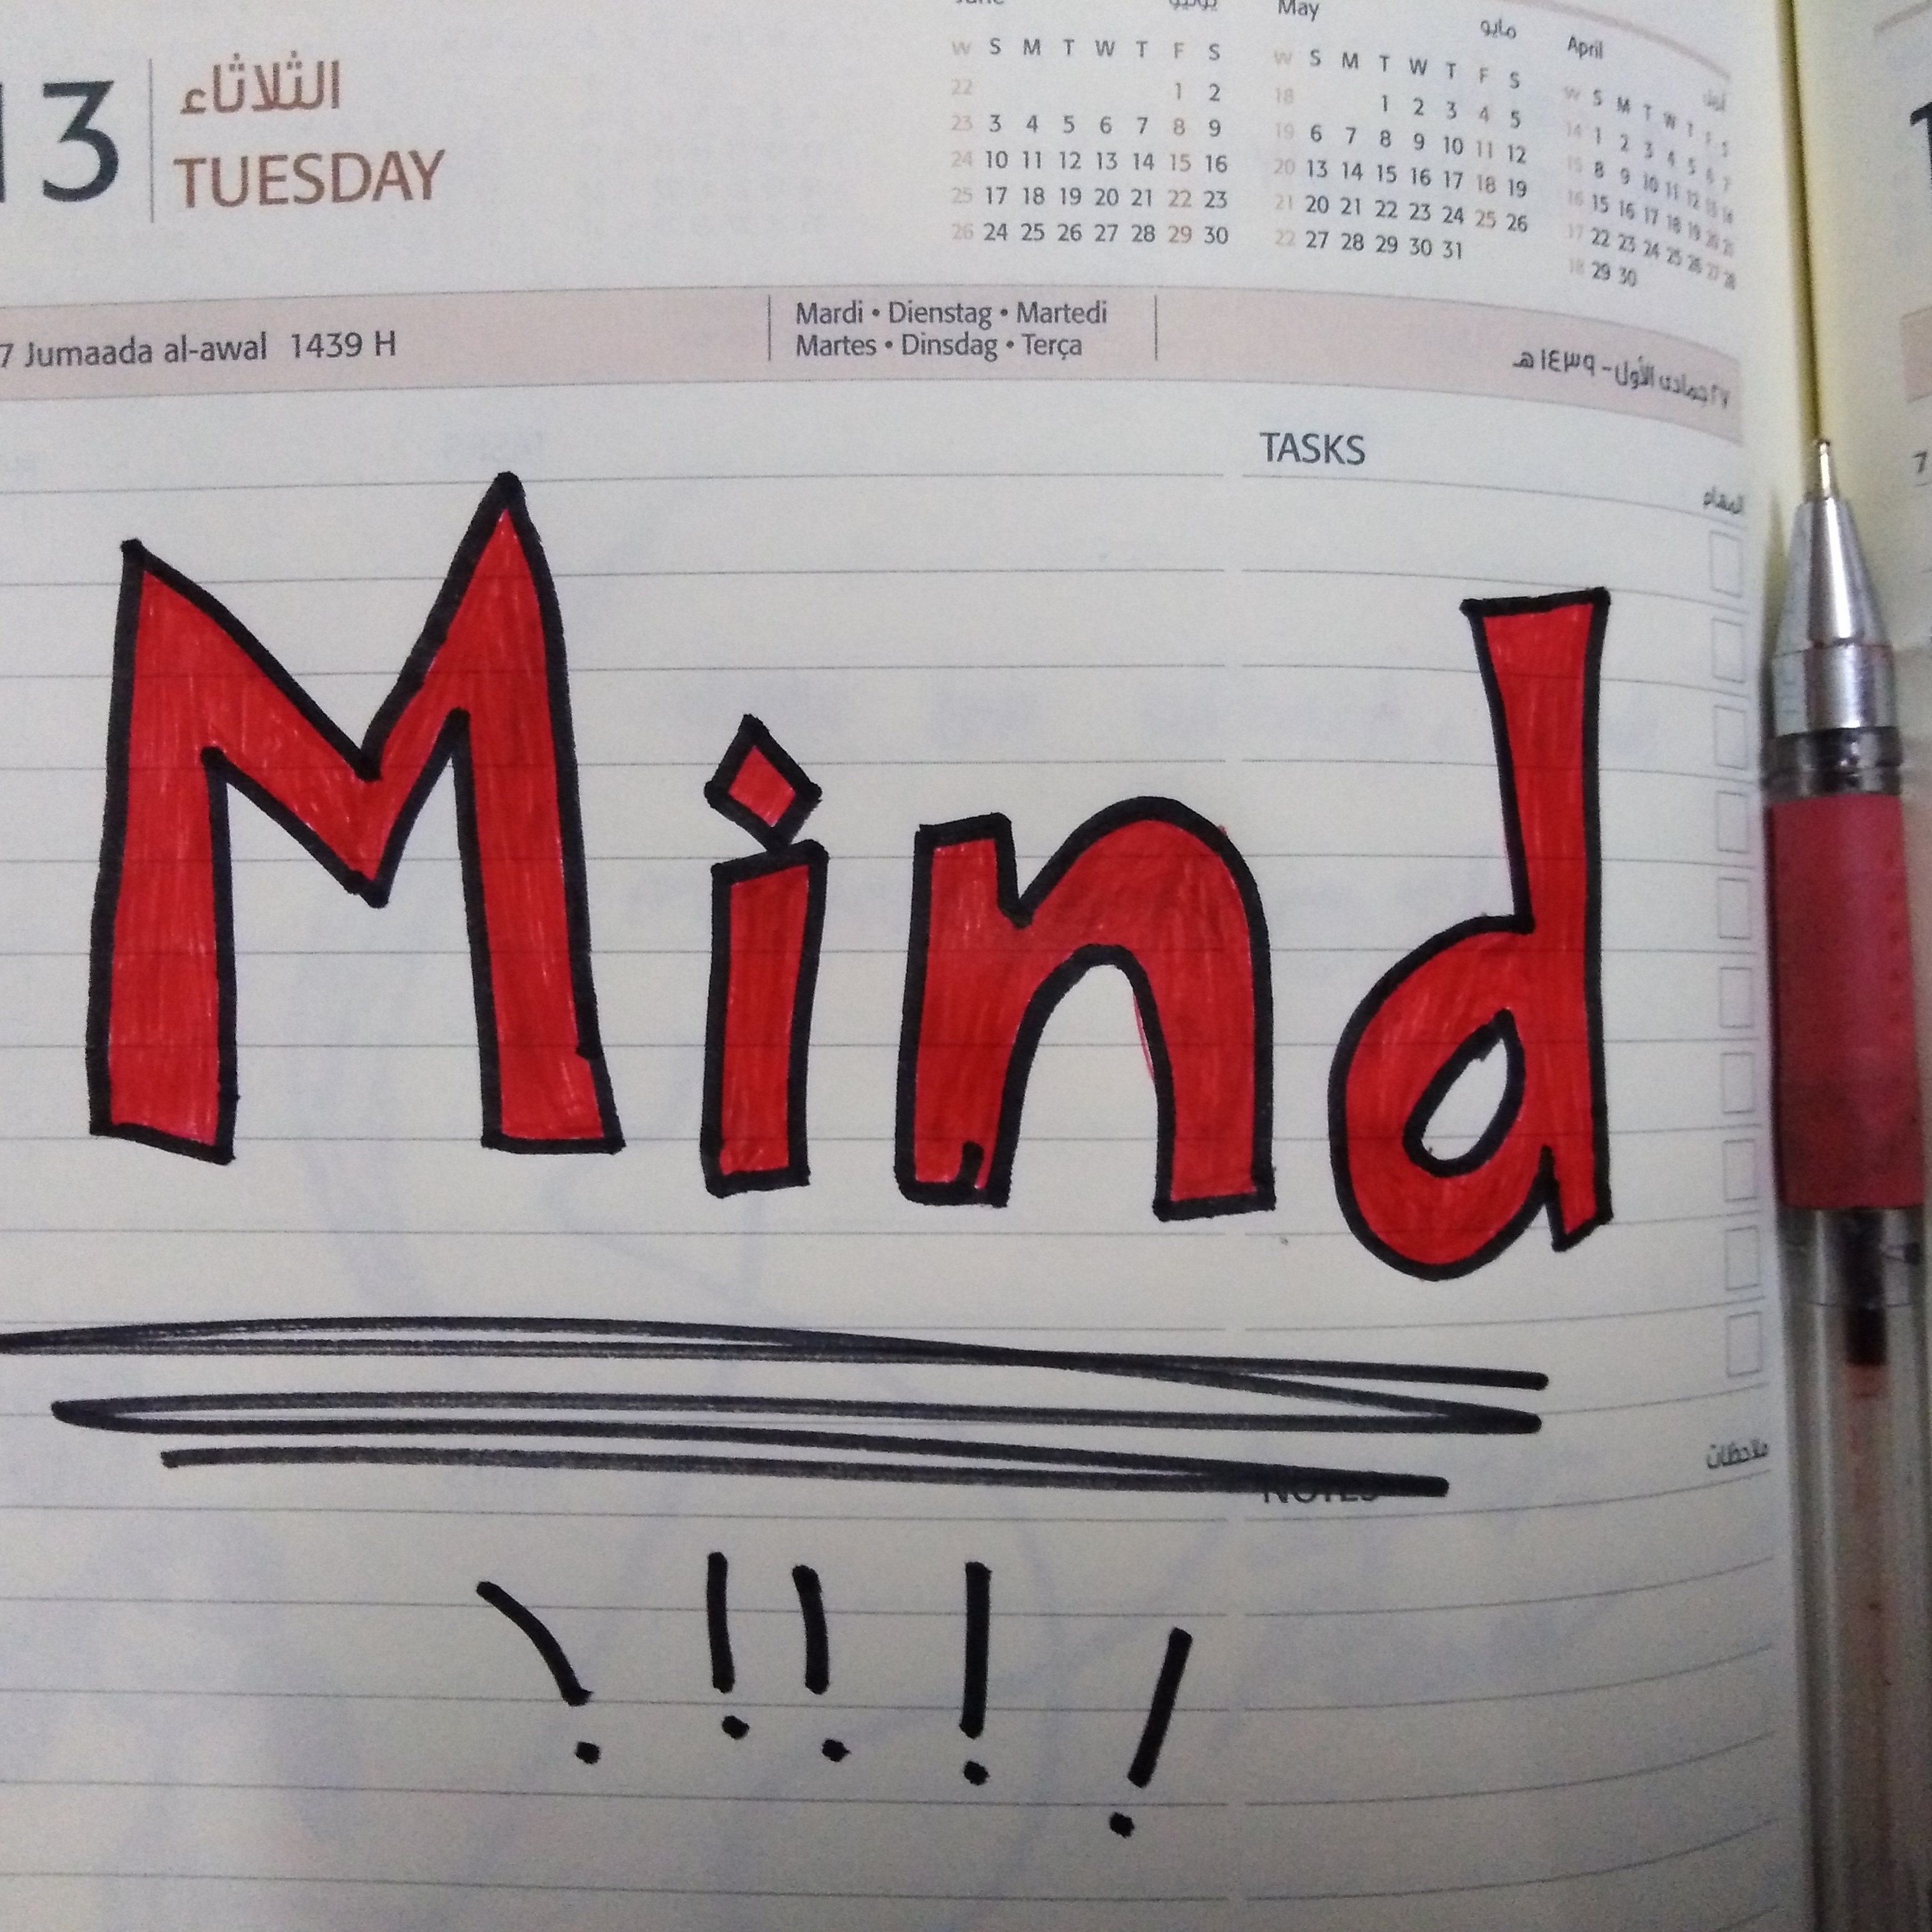 June يونيو May مايو April أبريل
W S M T W T F S W S M T W T F S W S M T W T F S
22 1 2 18 1 2 3 4 5 14 1 2 3 4 5 6 7
23 3 4 5 6 7 8 9 19 6 7 8 9 10 11 12 15 8 9 10 11 12 13 14
24 10 11 12 13 14 15 16 20 13 14 15 16 17 18 19 16 15 16 17 18 19 20 21
25 17 18 19 20 21 22 23 21 20 21 22 23 24 25 26 17 22 23 24 25 26 27 28
26 24 25 26 27 28 29 30 22 27 28 29 30 31 18 29 30
13 الثلاثاء
TUESDAY
7 Jumaada al-awal 1439 H
Mardi • Dienstag • Martedi
Martes • Dinsdag • Terça
٢٧ جمادى الأول - ١٤٣٩ هـ
TASKS
المهام
Mind
NOTES
ملاحظات
! ! ! ! !
7